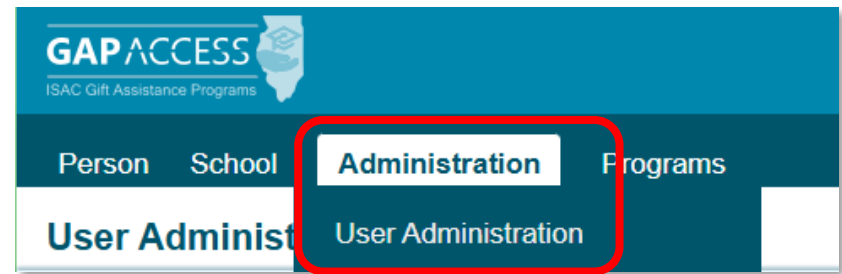 GAP ACCESS
ISAC Gift Assistance Programs
Person School Administration Programs
User Administ
User Administration